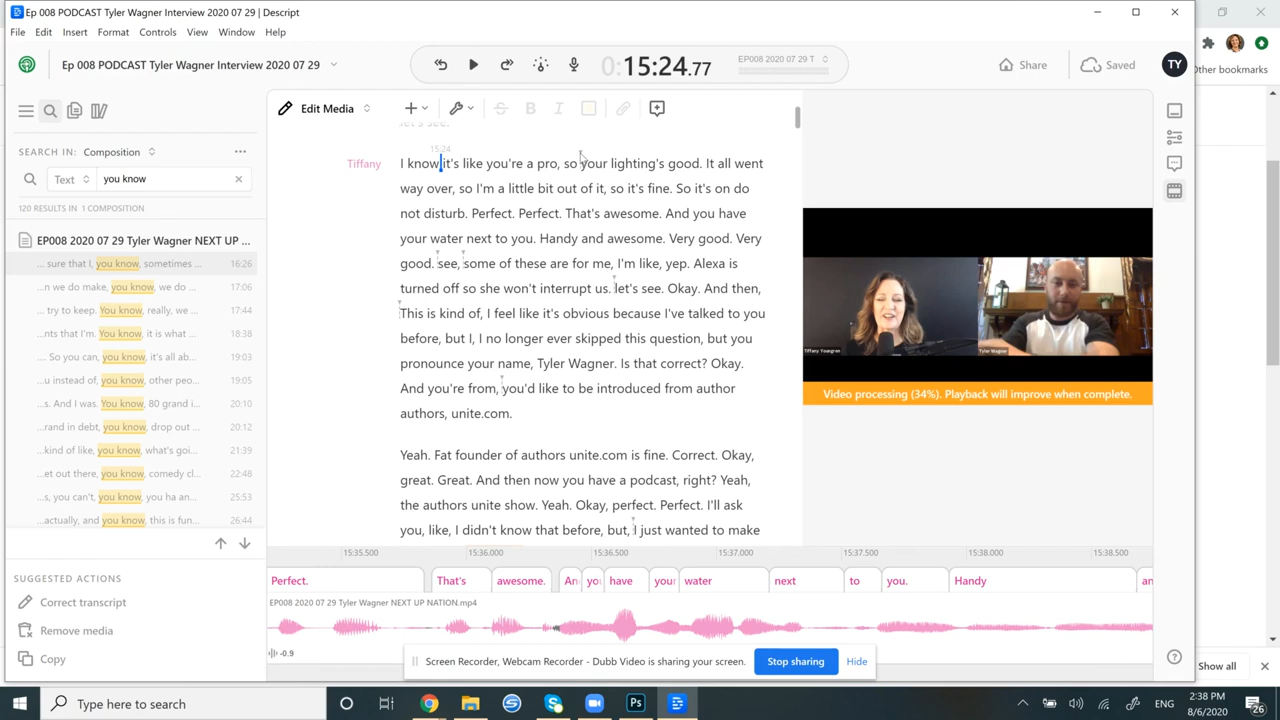 Ep 008 PODCAST Tyler Wagner Interview 2020 07 29 | Descript
File Edit Insert Format Controls View Window Help
Ep 008 PODCAST Tyler Wagner Interview 2020 07 29
0:15:24.77
EP008 2020 07 29 T
Share
Saved
TY
Other bookmarks
Edit Media
B I
SEARCH IN: Composition
Text
you know
120 RESULTS IN 1 COMPOSITION
EP008 2020 07 29 Tyler Wagner NEXT UP ...
... sure that I, you know, sometimes ... 16:26
...n we do make, you know, we do ... 17:06
... try to keep. You know, really, we ... 17:44
...nts that I'm. You know, it is what ... 18:38
... So you can, you know, it's all ab... 19:03
...u instead of, you know, other peo... 19:05
...s. And I was. You know, 80 grand i... 20:10
...rand in debt, you know, drop out ... 20:12
...kind of like, you know, what's goi... 21:39
...et out there, you know, comedy cl... 22:48
...s, you can't, you know, you ha an... 25:53
...actually, and you know, this is fun... 26:44
SUGGESTED ACTIONS
Correct transcript
Remove media
Copy
let's see.
15:24
Tiffany
I know it's like you're a pro, so your lighting's good. It all went
way over, so I'm a little bit out of it, so it's fine. So it's on do
not disturb. Perfect. Perfect. That's awesome. And you have
your water next to you. Handy and awesome. Very good. Very
good. see, some of these are for me, I'm like, yep. Alexa is
turned off so she won't interrupt us. let's see. Okay. And then,
This is kind of, I feel like it's obvious because I've talked to you
before, but I, I no longer ever skipped this question, but you
pronounce your name, Tyler Wagner. Is that correct? Okay.
And you're from, you'd like to be introduced from author
authors, unite.com.
Yeah. Fat founder of authors unite.com is fine. Correct. Okay,
great. Great. And then now you have a podcast, right? Yeah,
the authors unite show. Yeah. Okay, perfect. Perfect. I'll ask
you, like, I didn't know that before, but, I just wanted to make
Tiffany Youngren
Tyler Wagner
Video processing (34%). Playback will improve when complete.
15:35.500 15:36.000 15:36.500 15:37.000 15:37.500 15:38.000 15:38.500
Perfect. That's awesome. An yo have your water next to you. Handy an
EP008 2020 07 29 Tyler Wagner NEXT UP NATION.mp4
-0.9
Screen Recorder, Webcam Recorder - Dubb Video is sharing your screen.
Stop sharing
Hide
Show all
Type here to search
Ps
ENG
2:38 PM
8/6/2020
26